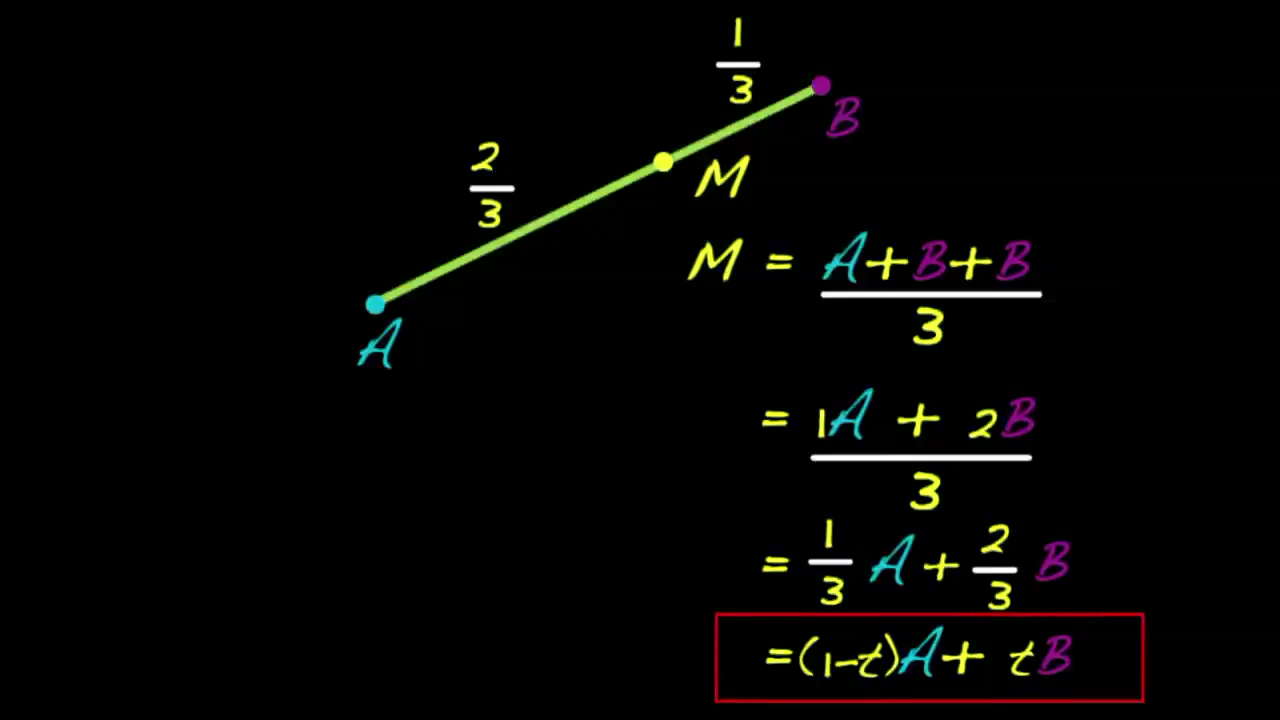 1/3
B
2/3
M
M = (A+B+B)/3
A
= (1A + 2B)/3
= 1/3 A + 2/3 B
=(1-t)A+ tB